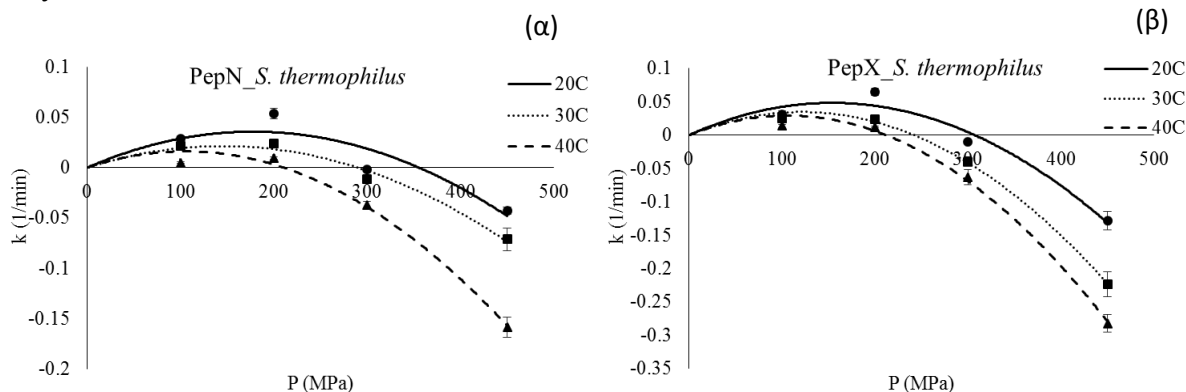 (α)
PepN_S. thermophilus
20C
30C
40C
0.1
0.05
0
-0.05
-0.1
-0.15
-0.2
0
100
200
300
400
500
k (1/min)
P (MPa)
(β)
PepX_S. thermophilus
20C
30C
40C
0.1
0.05
0
-0.05
-0.1
-0.15
-0.2
-0.25
-0.3
-0.35
0
100
200
300
400
500
k (1/min)
P (MPa)